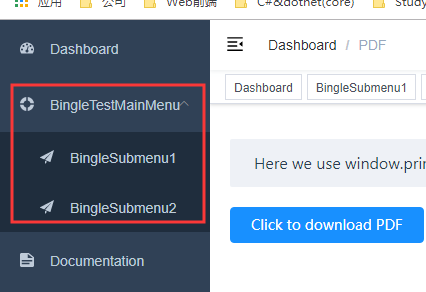 应用 公司 Web前端 C#&dotnet(core) Study
Dashboard
BingleTestMainMenu
BingleSubmenu1
BingleSubmenu2
Documentation
Dashboard / PDF
Dashboard BingleSubmenu1
Here we use window.prin
Click to download PDF